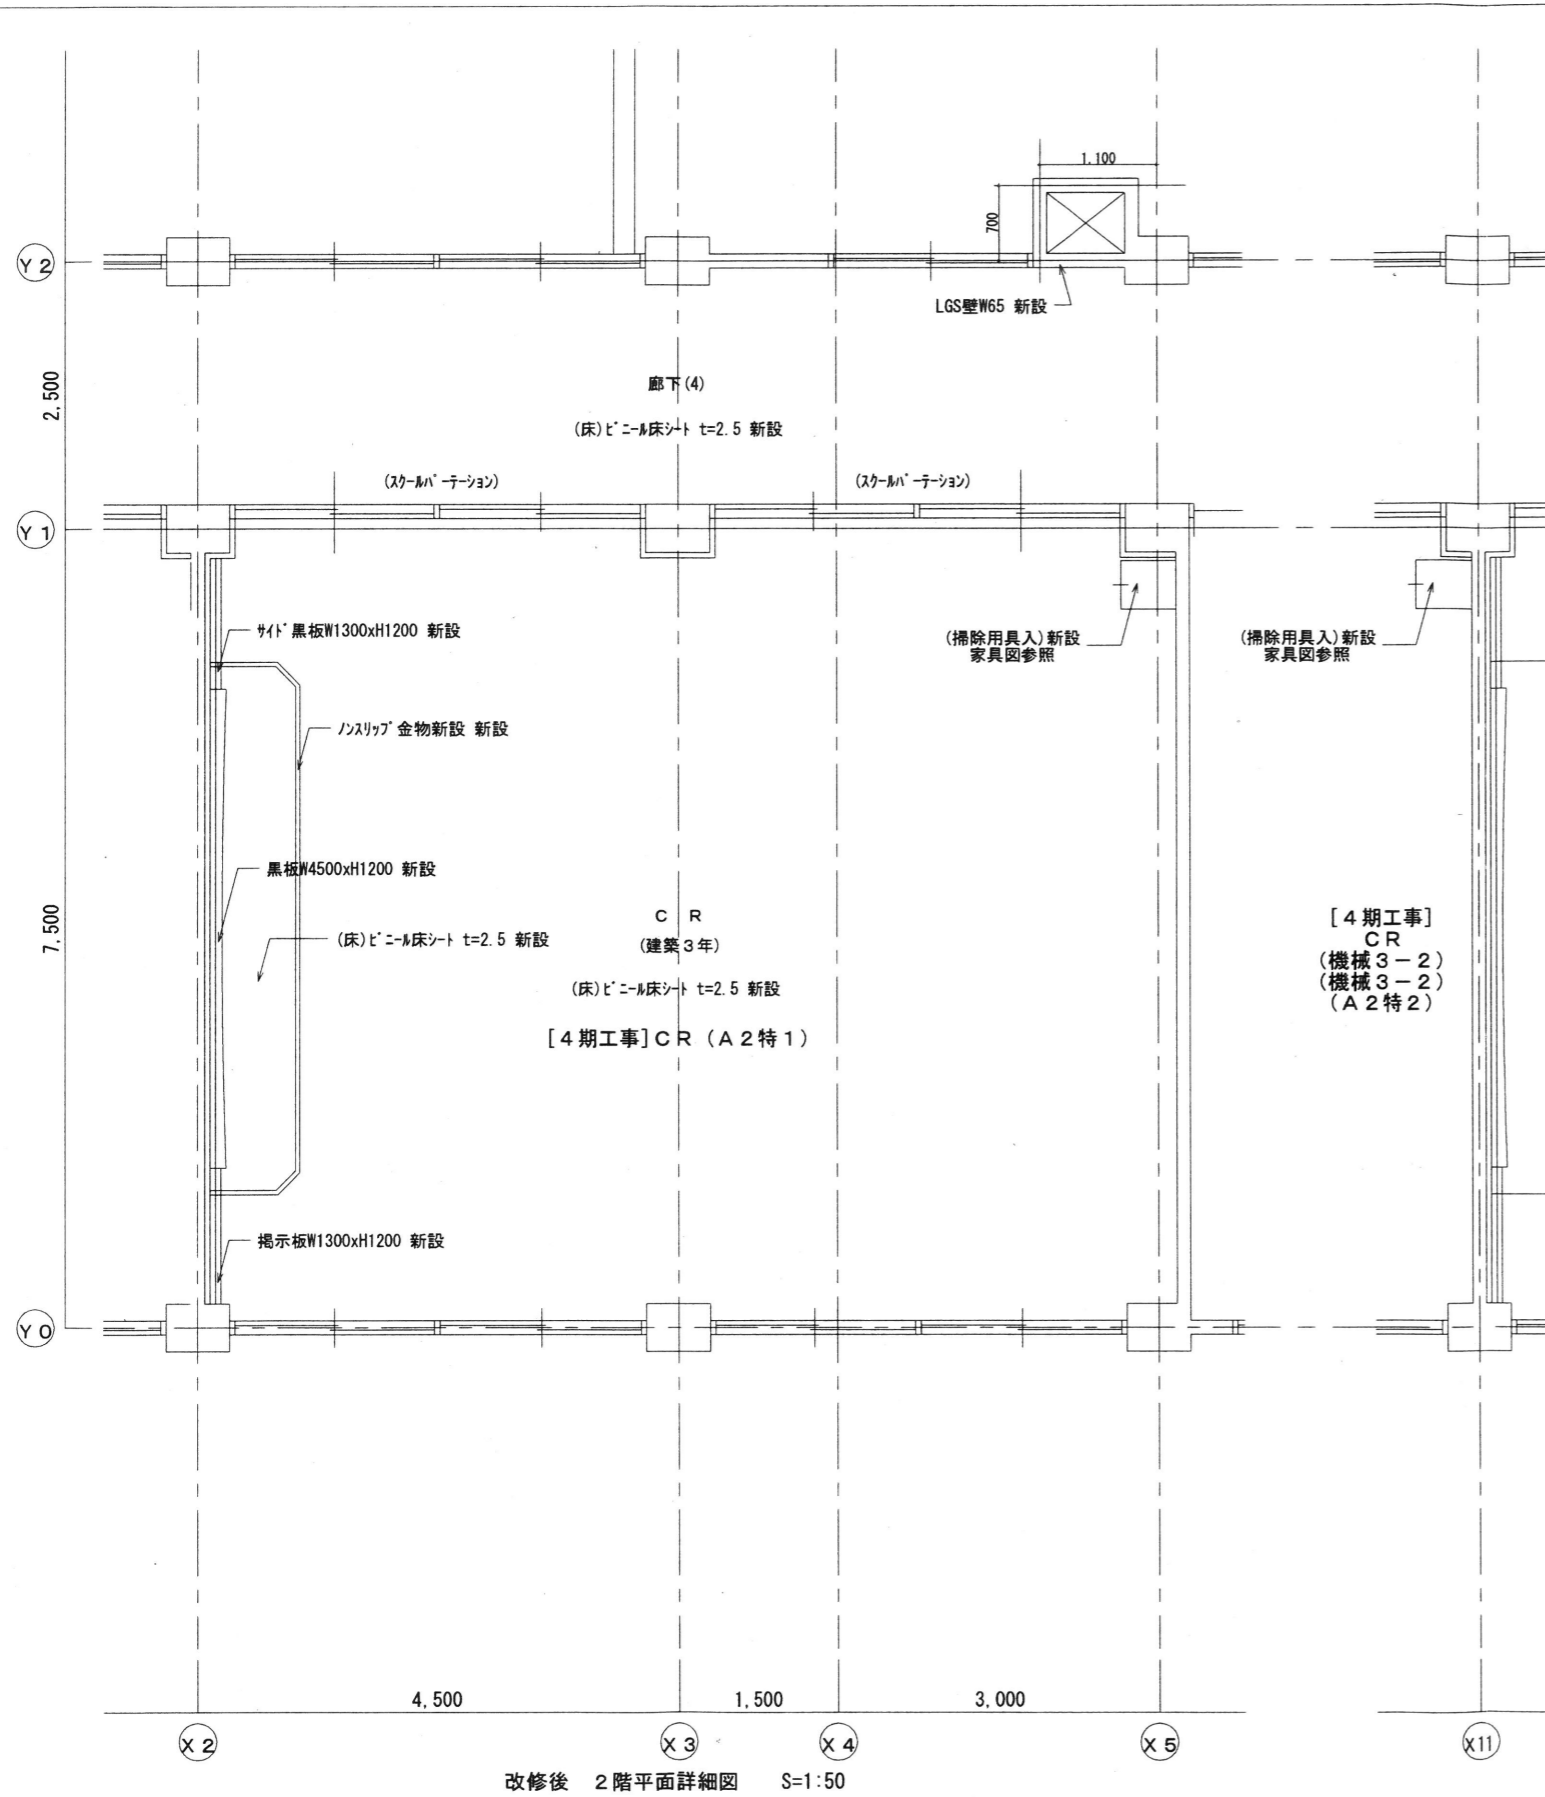 1,100
700
Y2
LGS壁W65 新設
2,500
廊下(4)
(床)ﾋﾞﾆｰﾙ床ｼｰﾄ t=2.5 新設
(ｽｸｰﾙﾊﾟｰﾃｰｼｮﾝ)
(ｽｸｰﾙﾊﾟｰﾃｰｼｮﾝ)
Y1
ｻｲﾄﾞ黒板W1300xH1200 新設
(掃除用具入)新設
家具図参照
(掃除用具入)新設
家具図参照
ﾉﾝｽﾘｯﾌﾟ金物新設 新設
黒板W4500xH1200 新設
7,500
(床)ﾋﾞﾆｰﾙ床ｼｰﾄ t=2.5 新設
C R
(建築3年)
(床)ﾋﾞﾆｰﾙ床ｼｰﾄ t=2.5 新設
[4期工事]CR(A2特1)
[4期工事]
CR
(機械3-2)
(機械3-2)
(A2特2)
掲示板W1300xH1200 新設
Y0
4,500
1,500
3,000
X2
X3
X4
X5
X11
改修後 2階平面詳細図 S=1:50